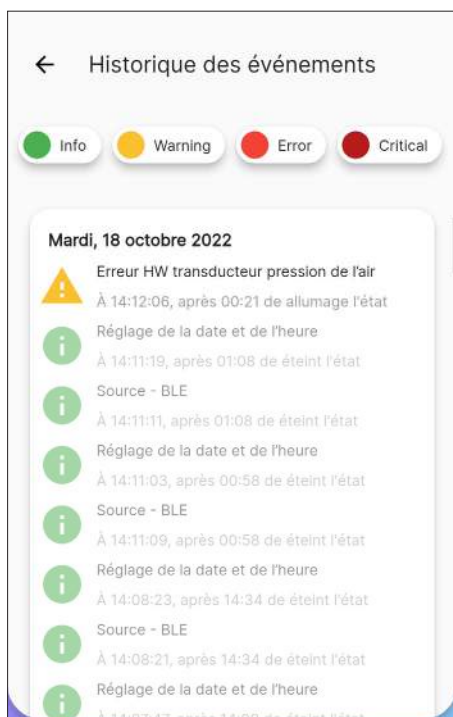 Historique des événements
Info Warning Error Critical
Mardi, 18 octobre 2022
Erreur HW transducteur pression de l'air
À 14:12:06, après 00:21 de allumage l'état
Réglage de la date et de l'heure
À 14:11:19, après 01:08 de éteint l'état
Source - BLE
À 14:11:11, après 01:08 de éteint l'état
Réglage de la date et de l'heure
À 14:11:03, après 00:58 de éteint l'état
Source - BLE
À 14:11:09, après 00:58 de éteint l'état
Réglage de la date et de l'heure
À 14:08:23, après 14:34 de éteint l'état
Source - BLE
À 14:08:21, après 14:34 de éteint l'état
Réglage de la date et de l'heure